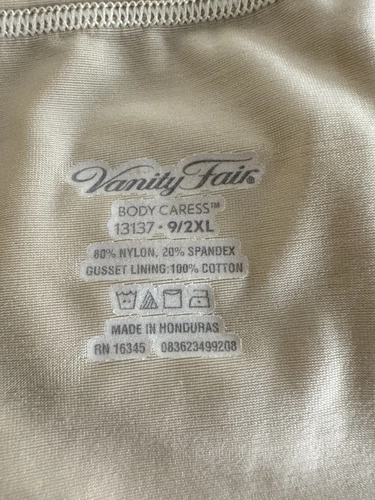 Vanity Fair®
BODY CARESS™
13137 • 9/2XL
80% NYLON, 20% SPANDEX
GUSSET LINING:100% COTTON
MADE IN HONDURAS
RN 16345 083623499208